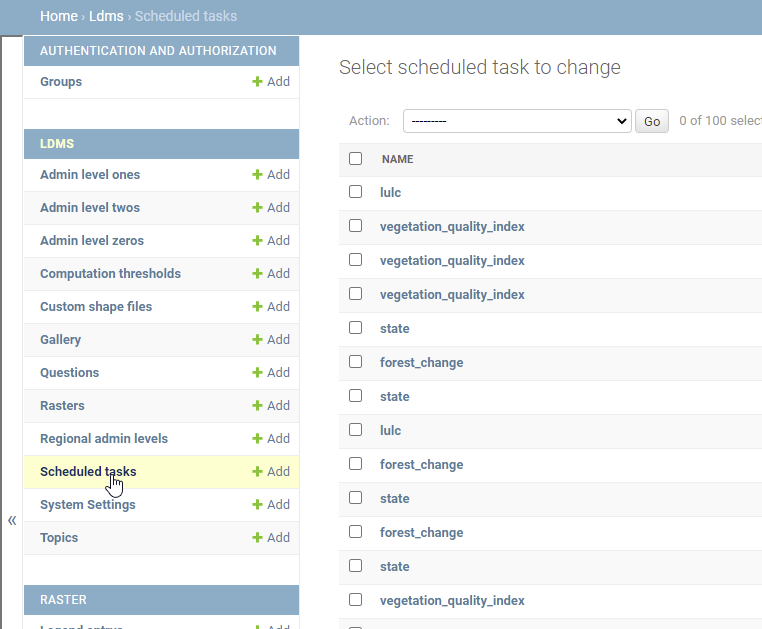 Home › Ldms › Scheduled tasks
AUTHENTICATION AND AUTHORIZATION
Groups + Add
LDMS
Admin level ones + Add
Admin level twos + Add
Admin level zeros + Add
Computation thresholds + Add
Custom shape files + Add
Gallery + Add
Questions + Add
Rasters + Add
Regional admin levels + Add
Scheduled tasks + Add
System Settings + Add
Topics + Add
«
RASTER
Add
Select scheduled task to change
Action: --------- Go 0 of 100 select
NAME
lulc
vegetation_quality_index
vegetation_quality_index
vegetation_quality_index
state
forest_change
state
lulc
forest_change
state
forest_change
state
vegetation_quality_index